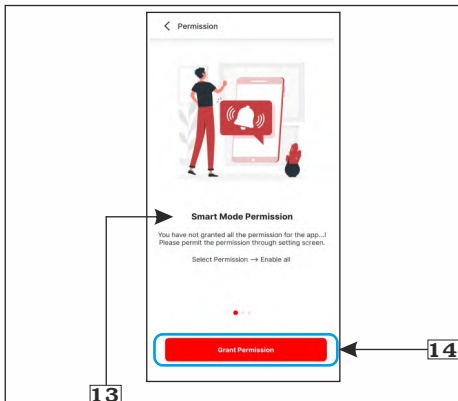 Permission
Smart Mode Permission
You have not granted all the permission for the app...!
Please permit the permission through setting screen.
Select Permission → Enable all
Grant Permission
14
13